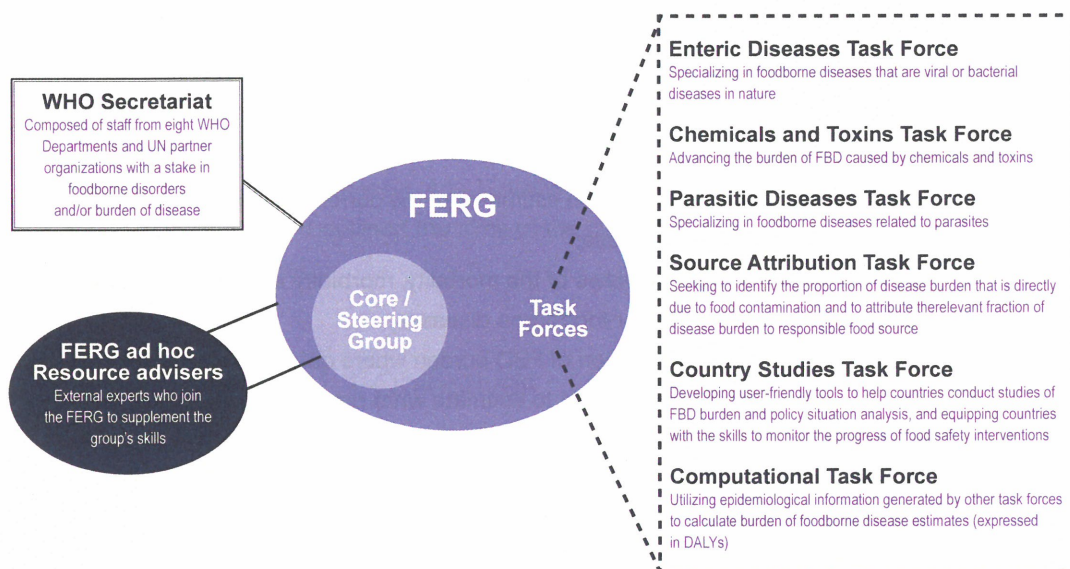 WHO Secretariat
Composed of staff from eight WHO
Departments and UN partner
organizations with a stake in
foodborne disorders
and/or burden of disease
FERG
Core /
Steering
Group
Task
Forces
FERG ad hoc
Resource advisers
External experts who join
the FERG to supplement the
group's skills
Enteric Diseases Task Force
Specializing in foodborne diseases that are viral or bacterial
diseases in nature
Chemicals and Toxins Task Force
Advancing the burden of FBD caused by chemicals and toxins
Parasitic Diseases Task Force
Specializing in foodborne diseases related to parasites
Source Attribution Task Force
Seeking to identify the proportion of disease burden that is directly
due to food contamination and to attribute therelevant fraction of
disease burden to responsible food source
Country Studies Task Force
Developing user-friendly tools to help countries conduct studies of
FBD burden and policy situation analysis, and equipping countries
with the skills to monitor the progress of food safety interventions
Computational Task Force
Utilizing epidemiological information generated by other task forces
to calculate burden of foodborne disease estimates (expressed
in DALYs)